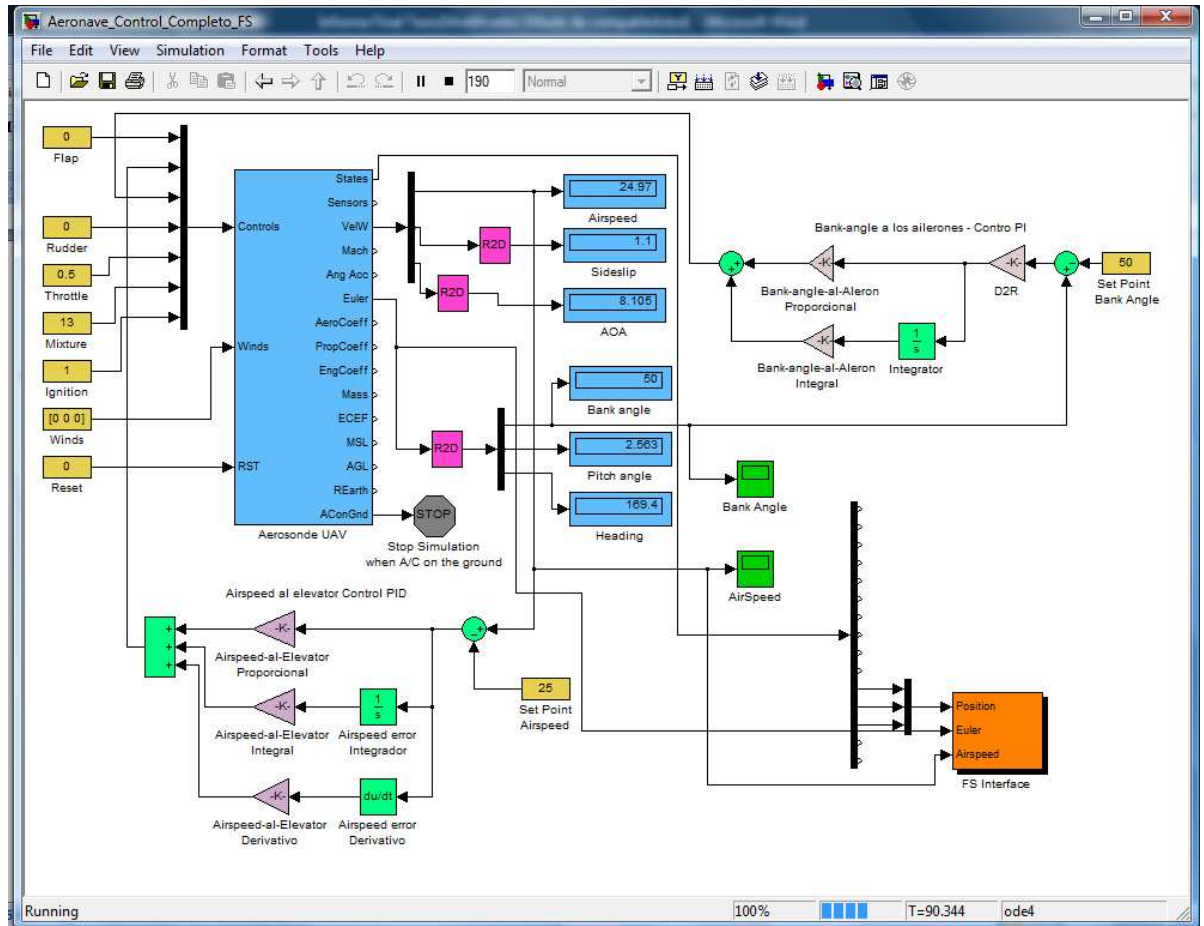 Aeronave_Control_Completo_FS
File Edit View Simulation Format Tools Help
190 Normal
0
Flap
0
Rudder
0.5
Throttle
13
Mixture
1
Ignition
[0 0 0]
Winds
0
Reset
Controls
Winds
RST
States
Sensors
VelW
Mach
Ang Acc
Euler
AeroCoeff
PropCoeff
EngCoeff
Mass
ECEF
MSL
AGL
REarth
AConGnd
Aerosonde UAV
STOP
Stop Simulation
when A/C on the ground
R2D
R2D
R2D
24.97
Airspeed
1.1
Sideslip
8.105
AOA
50
Bank angle
2.563
Pitch angle
169.4
Heading
Bank-angle a los ailerones - Contro PI
-K-
Bank-angle-al-Aleron
Proporcional
-K-
Bank-angle-al-Aleron
Integral
1
s
Integrator
-K-
D2R
50
Set Point
Bank Angle
Bank Angle
AirSpeed
Airspeed al elevator Control PID
-K-
Airspeed-al-Elevator
Proporcional
-K-
Airspeed-al-Elevator
Integral
1
s
Airspeed error
Integrador
-K-
Airspeed-al-Elevator
Derivativo
du/dt
Airspeed error
Derivativo
25
Set Point
Airspeed
Position
Euler
Airspeed
FS Interface
Running 100% T=90.344 ode4